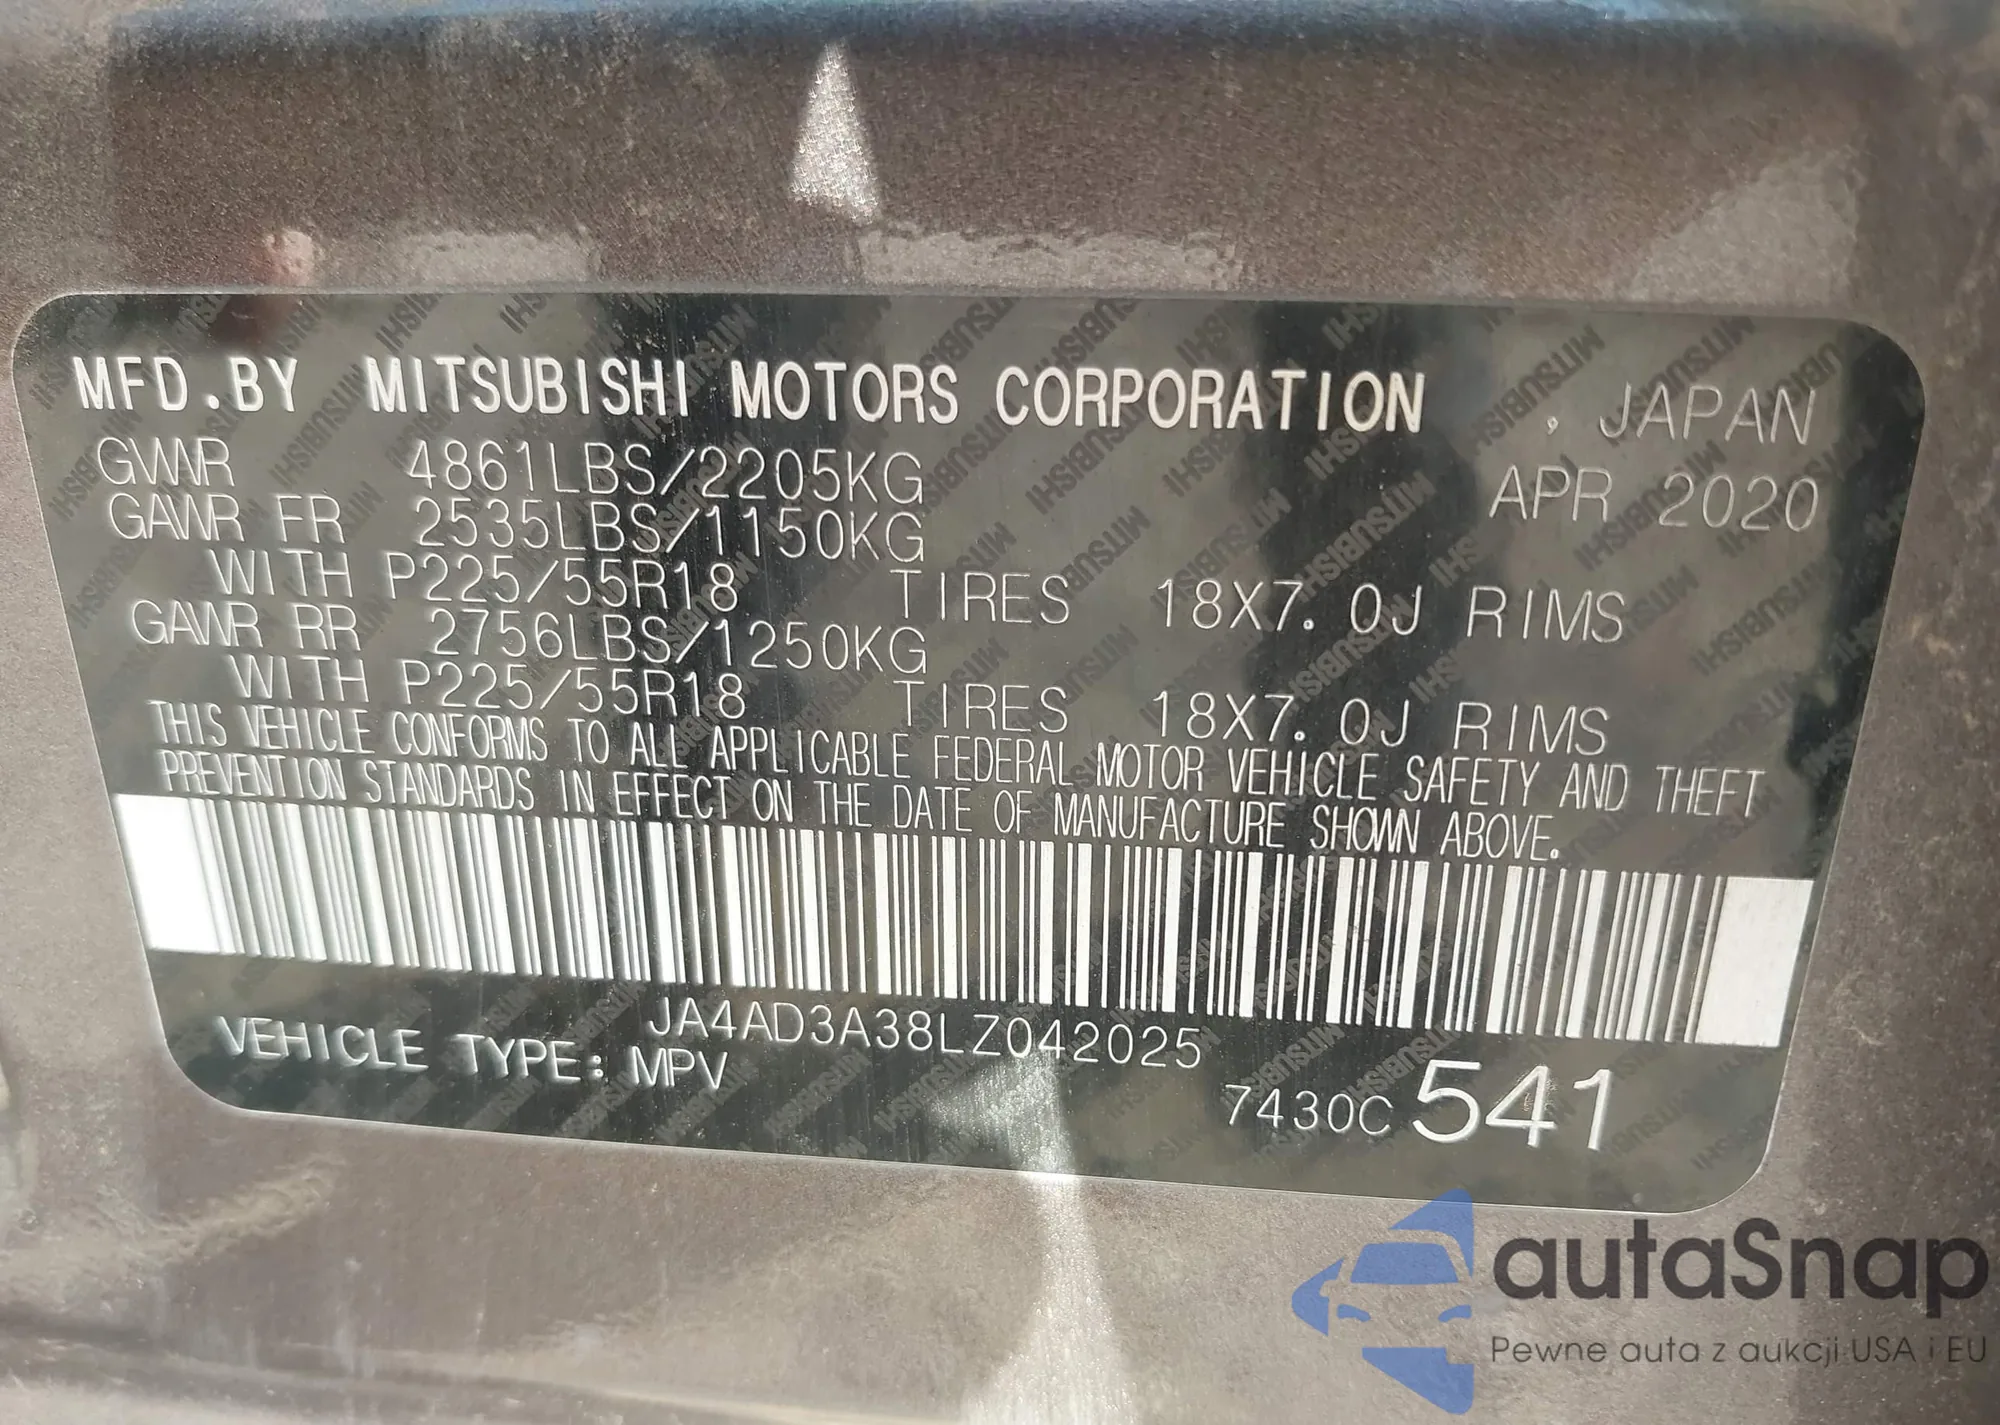 MFD.BY MITSUBISHI MOTORS CORPORATION , JAPAN
GVWR 4861LBS/2205KG APR 2020
GAWR FR 2535LBS/1150KG
WITH P225/55R18 TIRES 18X7.0J RIMS
GAWR RR 2756LBS/1250KG
WITH P225/55R18 TIRES 18X7.0J RIMS
THIS VEHICLE CONFORMS TO ALL APPLICABLE FEDERAL MOTOR VEHICLE SAFETY AND THEFT
PREVENTION STANDARDS IN EFFECT ON THE DATE OF MANUFACTURE SHOWN ABOVE.
JA4AD3A38LZ042025
VEHICLE TYPE: MPV
7430C 541
autaSnap
Pewne auta z aukcji USA i EU